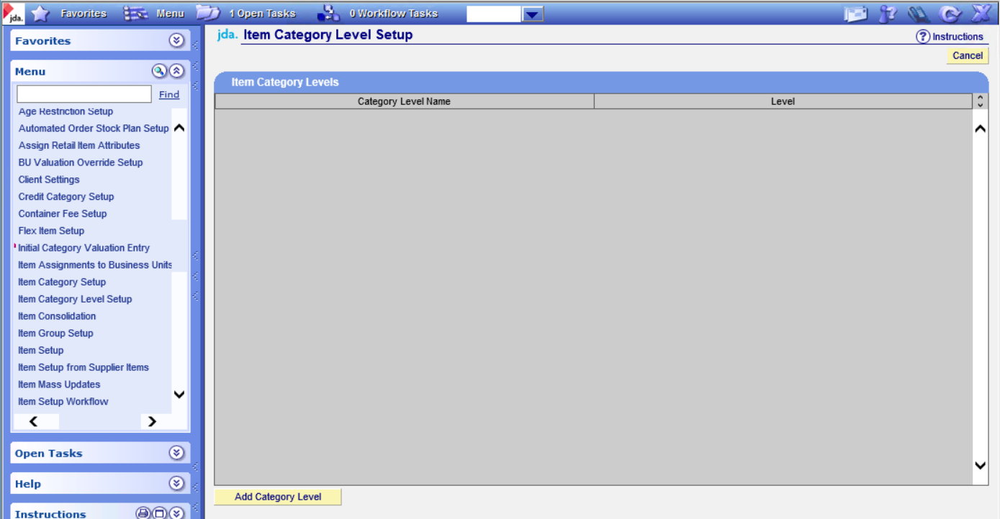 jda. Favorites Menu 1 Open Tasks 0 Workflow Tasks
Favorites
Menu
Find
Age Restriction Setup
Automated Order Stock Plan Setup
Assign Retail Item Attributes
BU Valuation Override Setup
Client Settings
Credit Category Setup
Container Fee Setup
Flex Item Setup
Initial Category Valuation Entry
Item Assignments to Business Units
Item Category Setup
Item Category Level Setup
Item Consolidation
Item Group Setup
Item Setup
Item Setup from Supplier Items
Item Mass Updates
Item Setup Workflow
Open Tasks
Help
Instructions
jda. Item Category Level Setup
? Instructions
Cancel
Item Category Levels
Category Level Name Level
Add Category Level